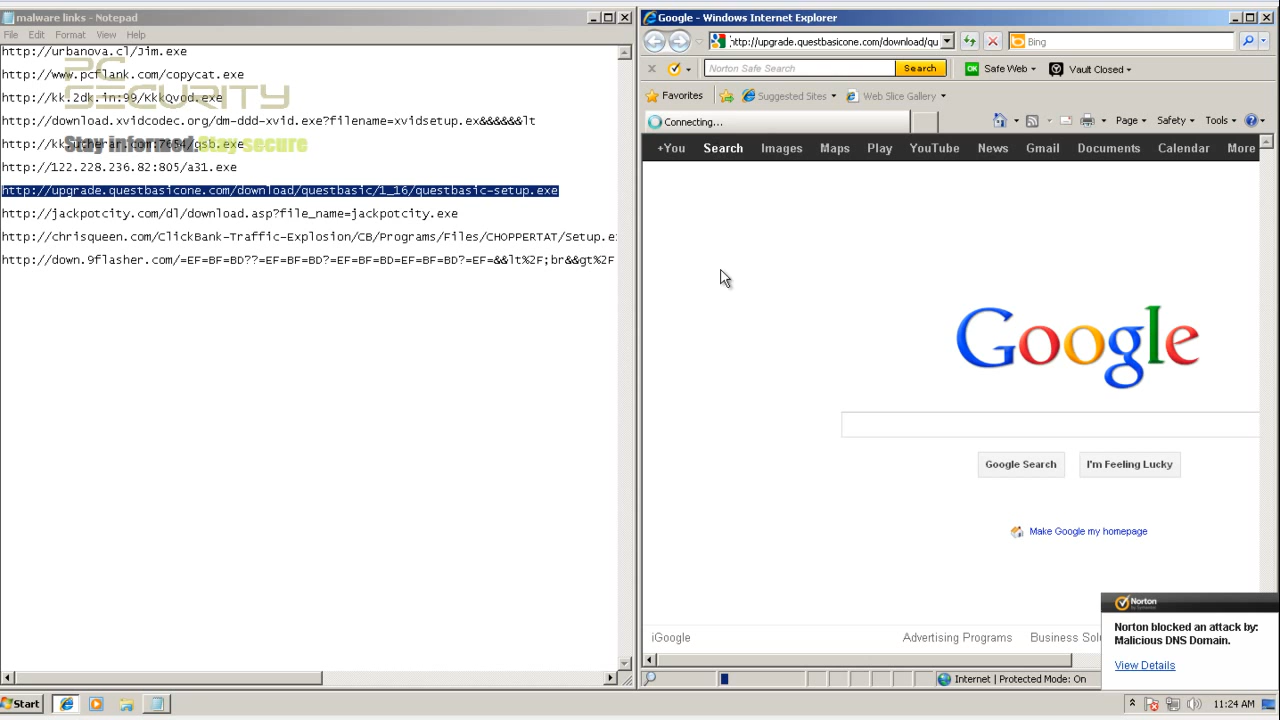 malware links - Notepad
File Edit Format View Help
http://urbanova.cl/Jim.exe
http://www.pcflank.com/copycat.exe
http://kk.2dk.in:99/kkkQvod.exe
http://download.xvidcodec.org/dm-ddd-xvid.exe?filename=xvidsetup.ex&&&&&&lt
http://122.228.236.82:805/a31.exe
http://upgrade.questbasicone.com/download/questbasic/1_16/questbasic-setup.exe
http://jackpotcity.com/dl/download.asp?file_name=jackpotcity.exe
http://chrisqueen.com/ClickBank-Traffic-Explosion/CB/Programs/Files/CHOPPERTAT/Setup.e
http://down.9flasher.com/=EF=BF=BD??=EF=BF=BD?=EF=BF=BD=EF=BF=BD?=EF=&&lt%2F;br&&gt%2F
PC SECURITY
Stay informed.Stay secure
Google - Windows Internet Explorer
http://upgrade.questbasicone.com/download/qu
Bing
Norton Safe Search Search OK Safe Web Vault Closed
Favorites Suggested Sites Web Slice Gallery
Connecting... Page Safety Tools
+You Search Images Maps Play YouTube News Gmail Documents Calendar More
Google
Google Search I'm Feeling Lucky
Make Google my homepage
iGoogle Advertising Programs Business Solu
Norton
by Symantec
Norton blocked an attack by:
Malicious DNS Domain.
View Details
Internet | Protected Mode: On
Start 11:24 AM